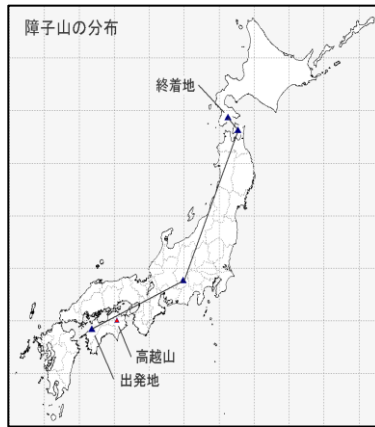 障子山の分布
終着地
高越山
出発地